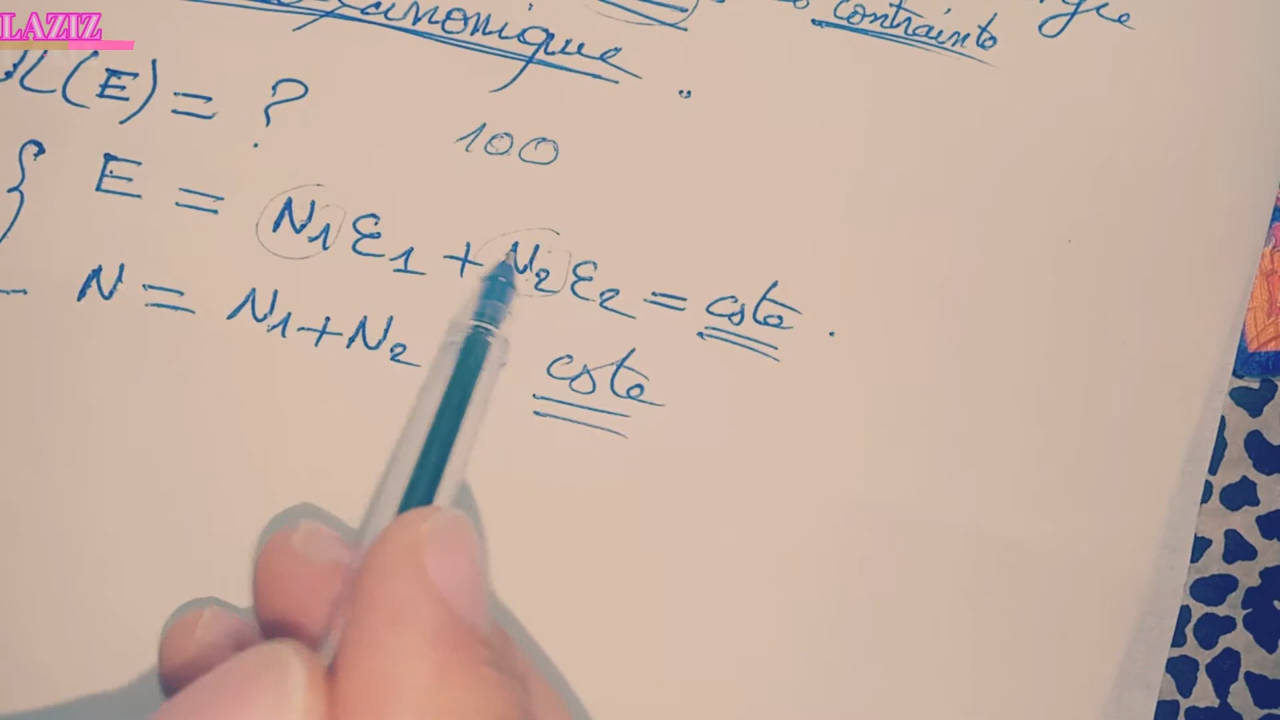 LAZIZ
contrainte
canonique .
Ω(E) = ?
100
{ E = N1 ε1 + N2 ε2 = cste .
- N = N1 + N2 cste